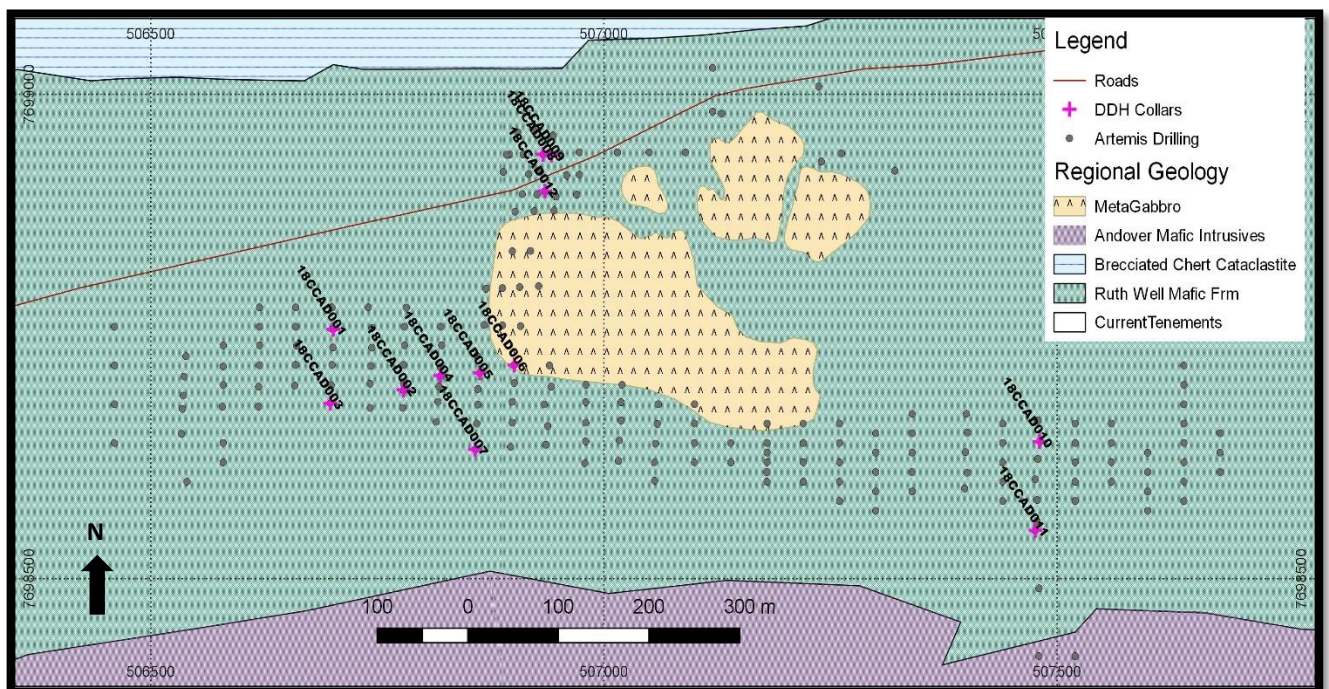 506500
507000
Legend
Roads
DDH Collars
Artemis Drilling
Regional Geology
MetaGabbro
Andover Mafic Intrusives
Brecciated Chert Cataclastite
Ruth Well Mafic Frm
CurrentTenements
7699000
18CCAD009
18CCAD012
18CCAD001
18CCAD003
18CCAD002
18CCAD004
18CCAD005
18CCAD006
18CCAD007
18CCAD010
18CCAD011
N
7698500
7698500
100 0 100 200 300 m
506500
507000
507500